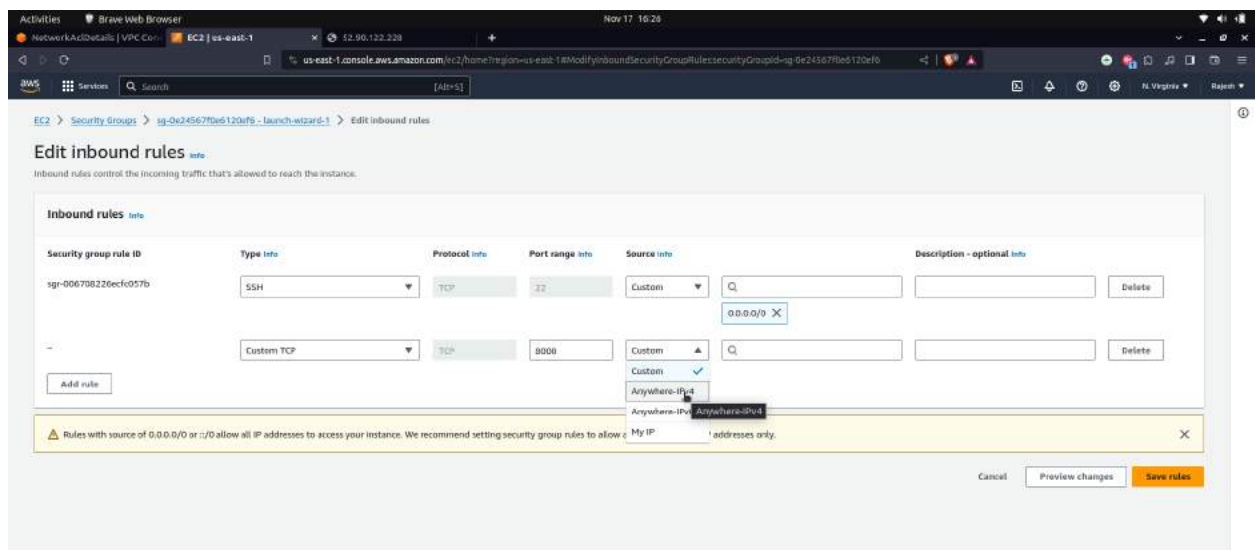 Activities Brave Web Browser Nov 17 16:26
NetworkAclDetails | VPC Con EC2 | us-east-1 × 52.90.122.228 +
us-east-1.console.aws.amazon.com/ec2/home?region=us-east-1#ModifyInboundSecurityGroupRules:securityGroupId=sg-0e24567f0e6120ef6
aws Services Search [Alt+S] N. Virginia Rajesh
EC2 > Security Groups > sg-0e24567f0e6120ef6 - launch-wizard-1 > Edit inbound rules
Edit inbound rules Info
Inbound rules control the incoming traffic that's allowed to reach the instance.
Inbound rules Info
Security group rule ID Type Info Protocol Info Port range Info Source Info Description - optional Info
sgr-006708226ecfc057b SSH TCP 22 Custom Delete
0.0.0.0/0 ×
– Custom TCP TCP 8000 Custom Delete
Custom
Add rule Anywhere-IPv4
Anywhere-IPv Anywhere-IPv4
Rules with source of 0.0.0.0/0 or ::/0 allow all IP addresses to access your instance. We recommend setting security group rules to allow My IP addresses only.
Cancel Preview changes Save rules